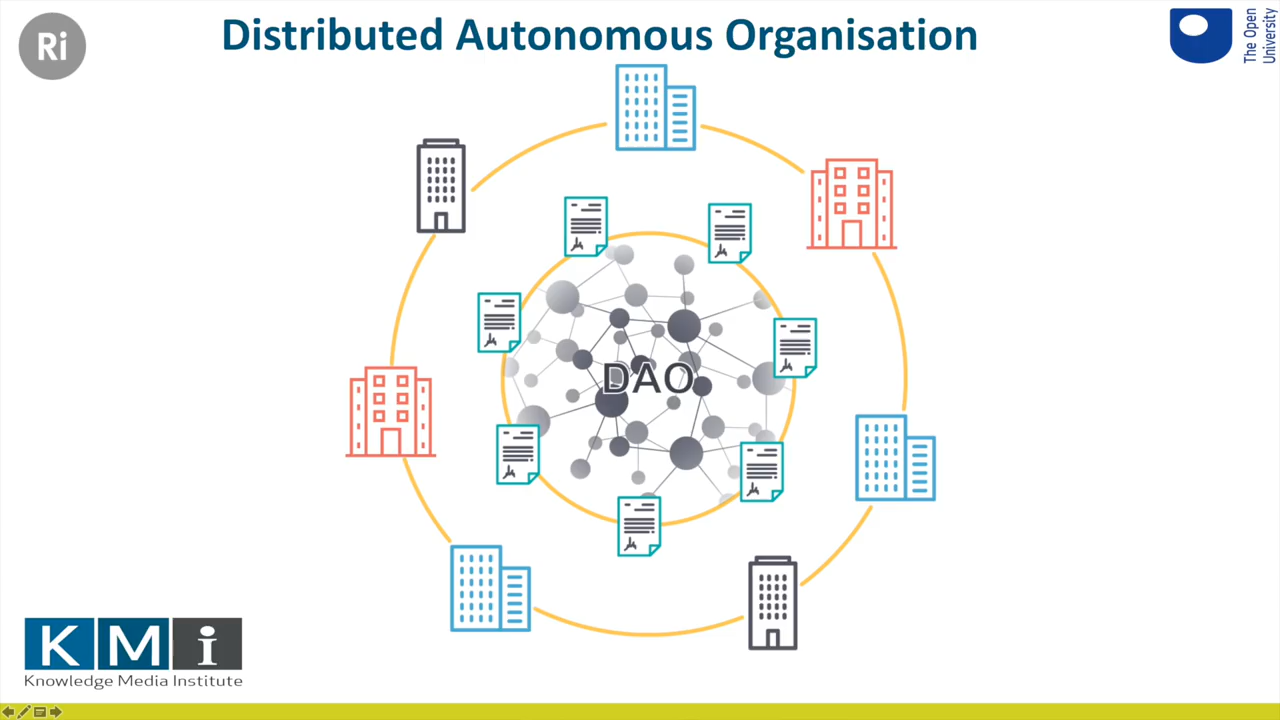 Ri
Distributed Autonomous Organisation
The Open
University
DAO
KMi
Knowledge Media Institute